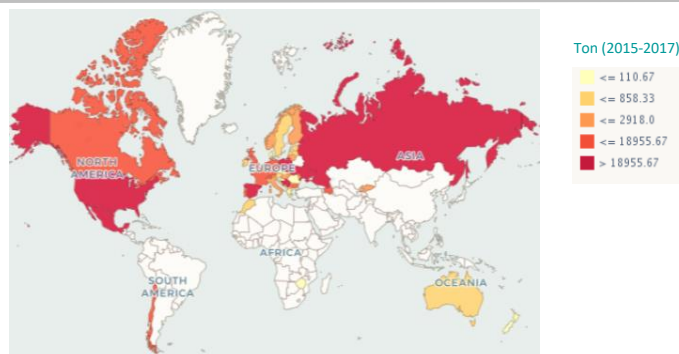 Ton (2015-2017)
<= 110.67
<= 858.33
<= 2918.0
<= 18955.67
> 18955.67
NORTH
AMERICA
EUROPE
ASIA
AFRICA
SOUTH
AMERICA
OCEANIA